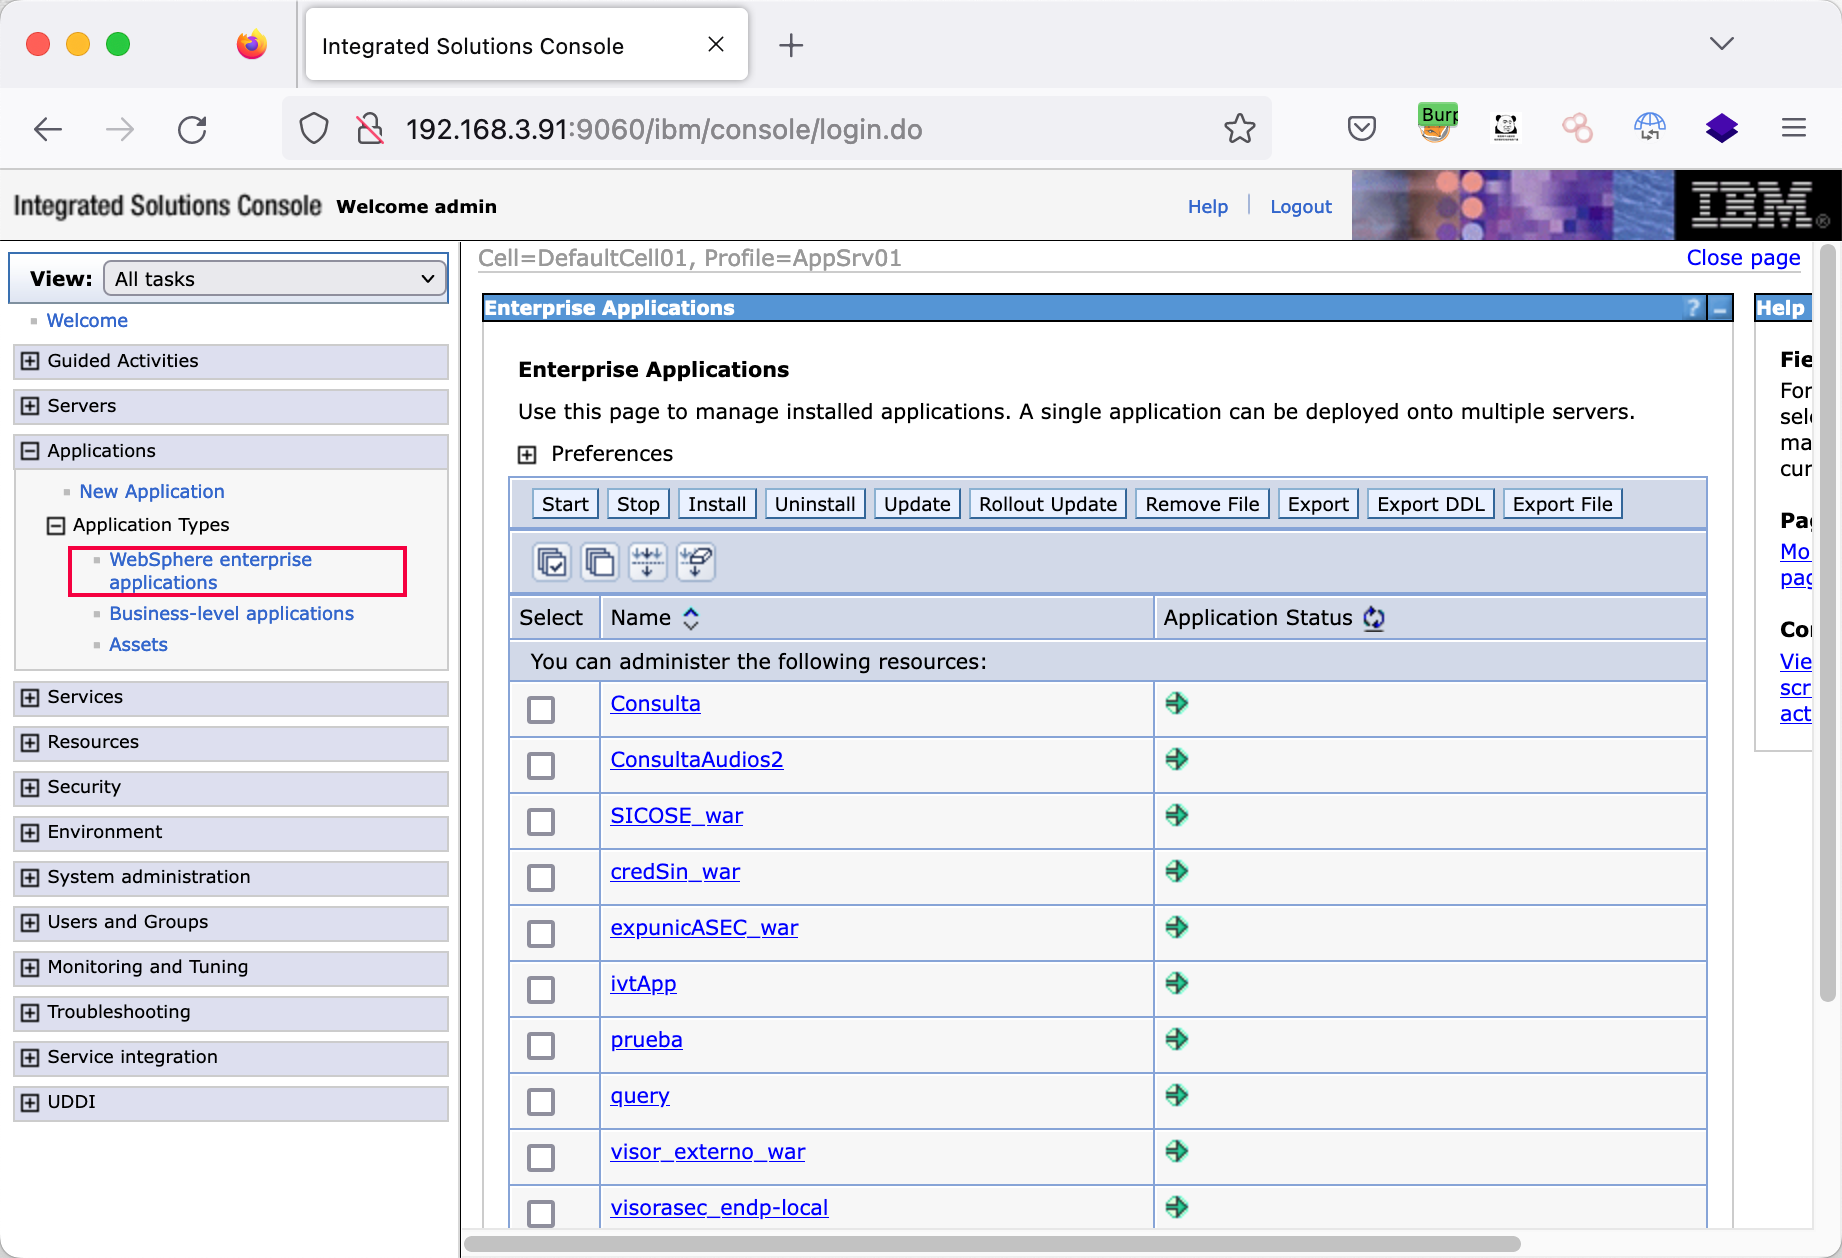 Integrated Solutions Console
192.168.3.91:9060/ibm/console/login.do
Burp
Integrated Solutions Console Welcome admin
Help
Logout
IBM®
View: All tasks
Welcome
Guided Activities
Servers
Applications
New Application
Application Types
WebSphere enterprise
applications
Business-level applications
Assets
Services
Resources
Security
Environment
System administration
Users and Groups
Monitoring and Tuning
Troubleshooting
Service integration
UDDI
Cell=DefaultCell01, Profile=AppSrv01
Close page
Enterprise Applications
?
Enterprise Applications
Use this page to manage installed applications. A single application can be deployed onto multiple servers.
Preferences
Start Stop Install Uninstall Update Rollout Update Remove File Export Export DDL Export File
Select Name Application Status
You can administer the following resources:
Consulta
ConsultaAudios2
SICOSE_war
credSin_war
expunicASEC_war
ivtApp
prueba
query
visor_externo_war
visorasec_endp-local
Help
Fie
For
sel
ma
cur
Pag
Mo
pag
Co
Vie
scr
act